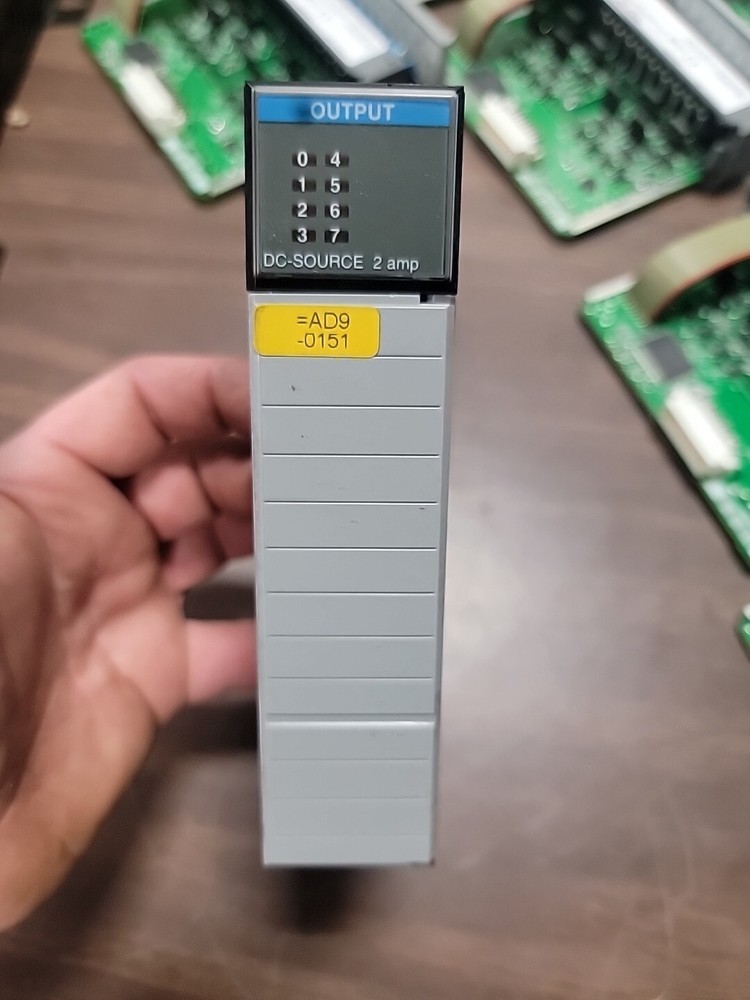 OUTPUT
0 4
1 5
2 6
3 7
DC-SOURCE 2 amp
=AD9
-0151